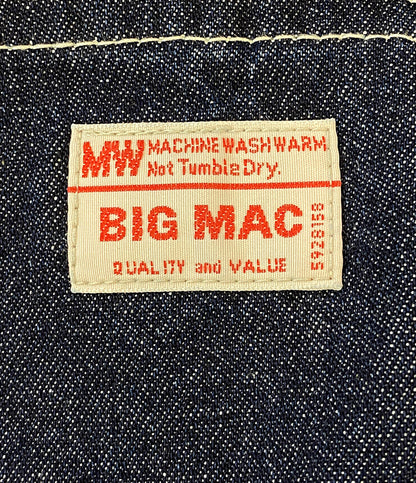 MW MACHINE WASH WARM.
Not Tumble Dry.
BIG MAC
QUALITY and VALUE
5928158